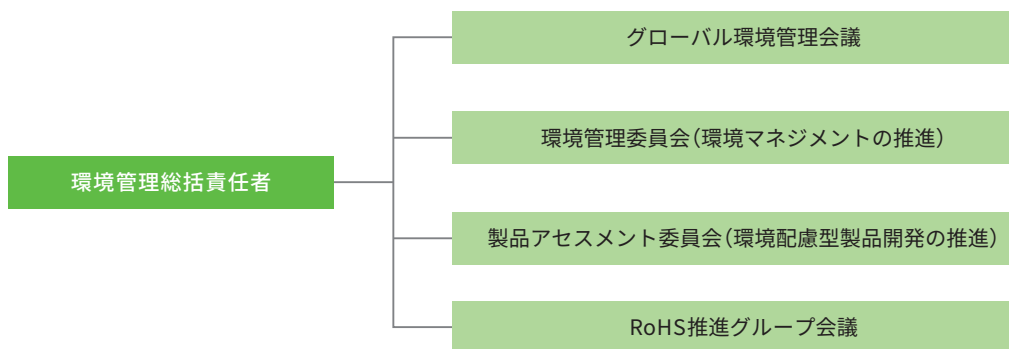 グローバル環境管理会議
環境管理委員会（環境マネジメントの推進）
環境管理総括責任者
製品アセスメント委員会（環境配慮型製品開発の推進）
RoHS推進グループ会議